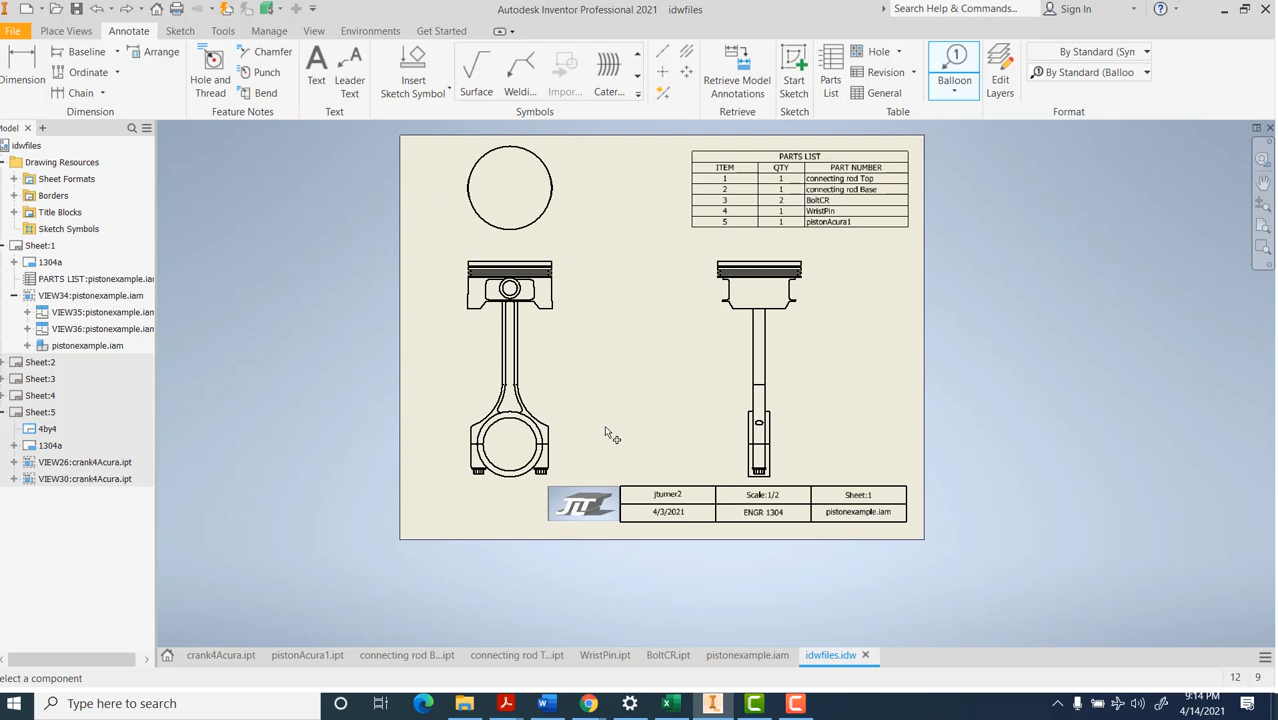 Autodesk Inventor Professional 2021 idwfiles
Search Help & Commands...
Sign In
File Place Views Annotate Sketch Tools Manage View Environments Get Started
Dimension
Baseline
Ordinate
Chain
Arrange
Dimension
Hole and Thread
Chamfer
Punch
Bend
Feature Notes
Text
Leader Text
Text
Insert Sketch Symbol
Surface
Weldi...
Impor...
Cater...
Symbols
Retrieve Model Annotations
Retrieve
Start Sketch
Sketch
Parts List
Hole
Revision
General
Table
Balloon
Edit Layers
By Standard (Syn
By Standard (Balloo
Format
Model
idwfiles
Drawing Resources
Sheet Formats
Borders
Title Blocks
Sketch Symbols
Sheet:1
1304a
PARTS LIST:pistonexample.iam
VIEW34:pistonexample.iam
VIEW35:pistonexample.iam
VIEW36:pistonexample.iam
pistonexample.iam
Sheet:2
Sheet:3
Sheet:4
Sheet:5
4by4
1304a
VIEW26:crank4Acura.ipt
VIEW30:crank4Acura.ipt
PARTS LIST
ITEM QTY PART NUMBER
1 1 connecting rod Top
2 1 connecting rod Base
3 2 BoltCR
4 1 WristPin
5 1 pistonAcura1
JLT
jturner2 Scale:1/2 Sheet:1
4/3/2021 ENGR 1304 pistonexample.iam
crank4Acura.ipt pistonAcura1.ipt connecting rod B...ipt connecting rod T...ipt WristPin.ipt BoltCR.ipt pistonexample.iam idwfiles.idw
select a component
12 9
Type here to search
9:14 PM
4/14/2021